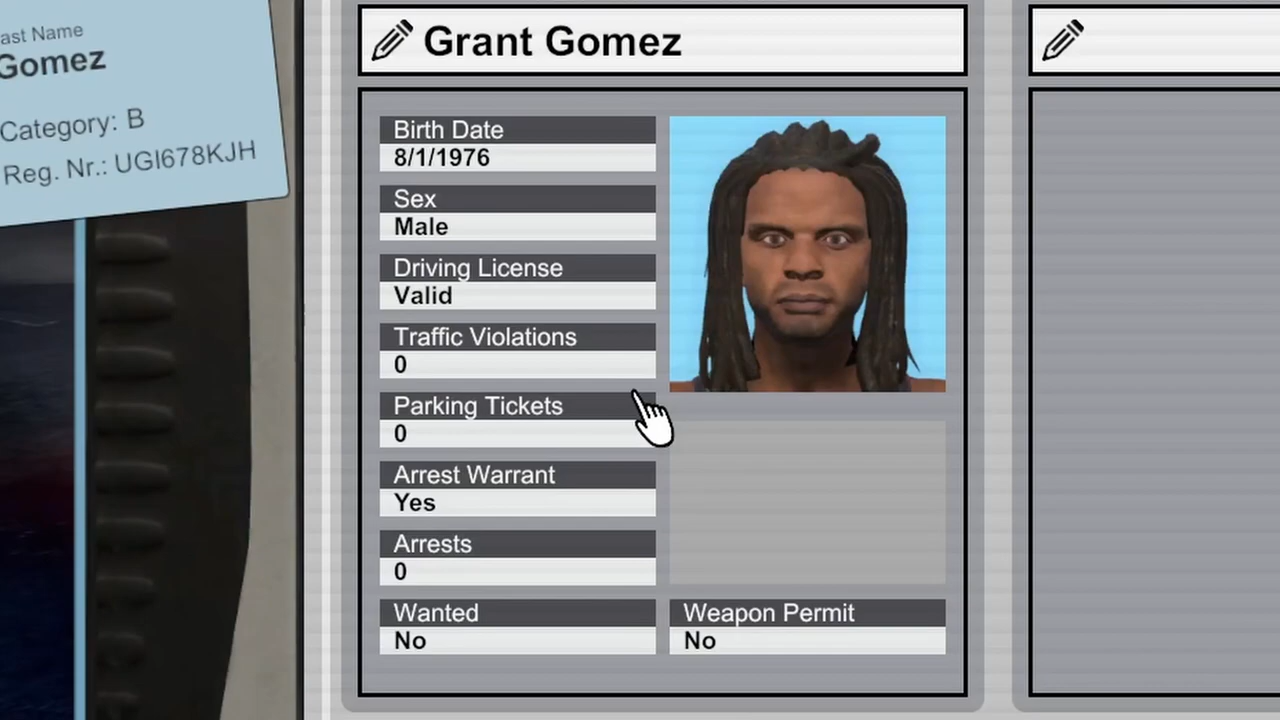 ast Name
Gomez
Category: B
Reg. Nr.: UGI678KJH
Grant Gomez
Birth Date
8/1/1976
Sex
Male
Driving License
Valid
Traffic Violations
0
Parking Tickets
0
Arrest Warrant
Yes
Arrests
0
Wanted
No
Weapon Permit
No